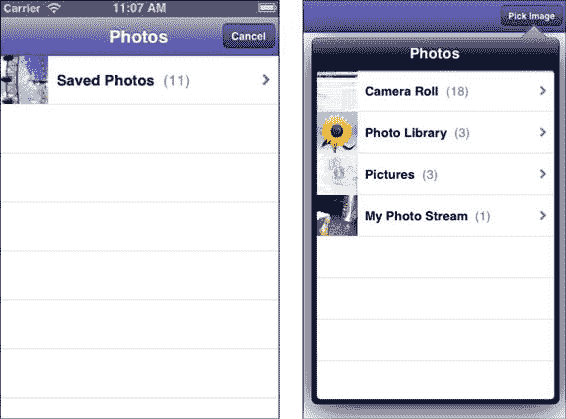 Carrier 11:07 AM
Photos
Cancel
Saved Photos (11)
Pick Image
Photos
Camera Roll (18)
Photo Library (3)
Pictures (3)
My Photo Stream (1)